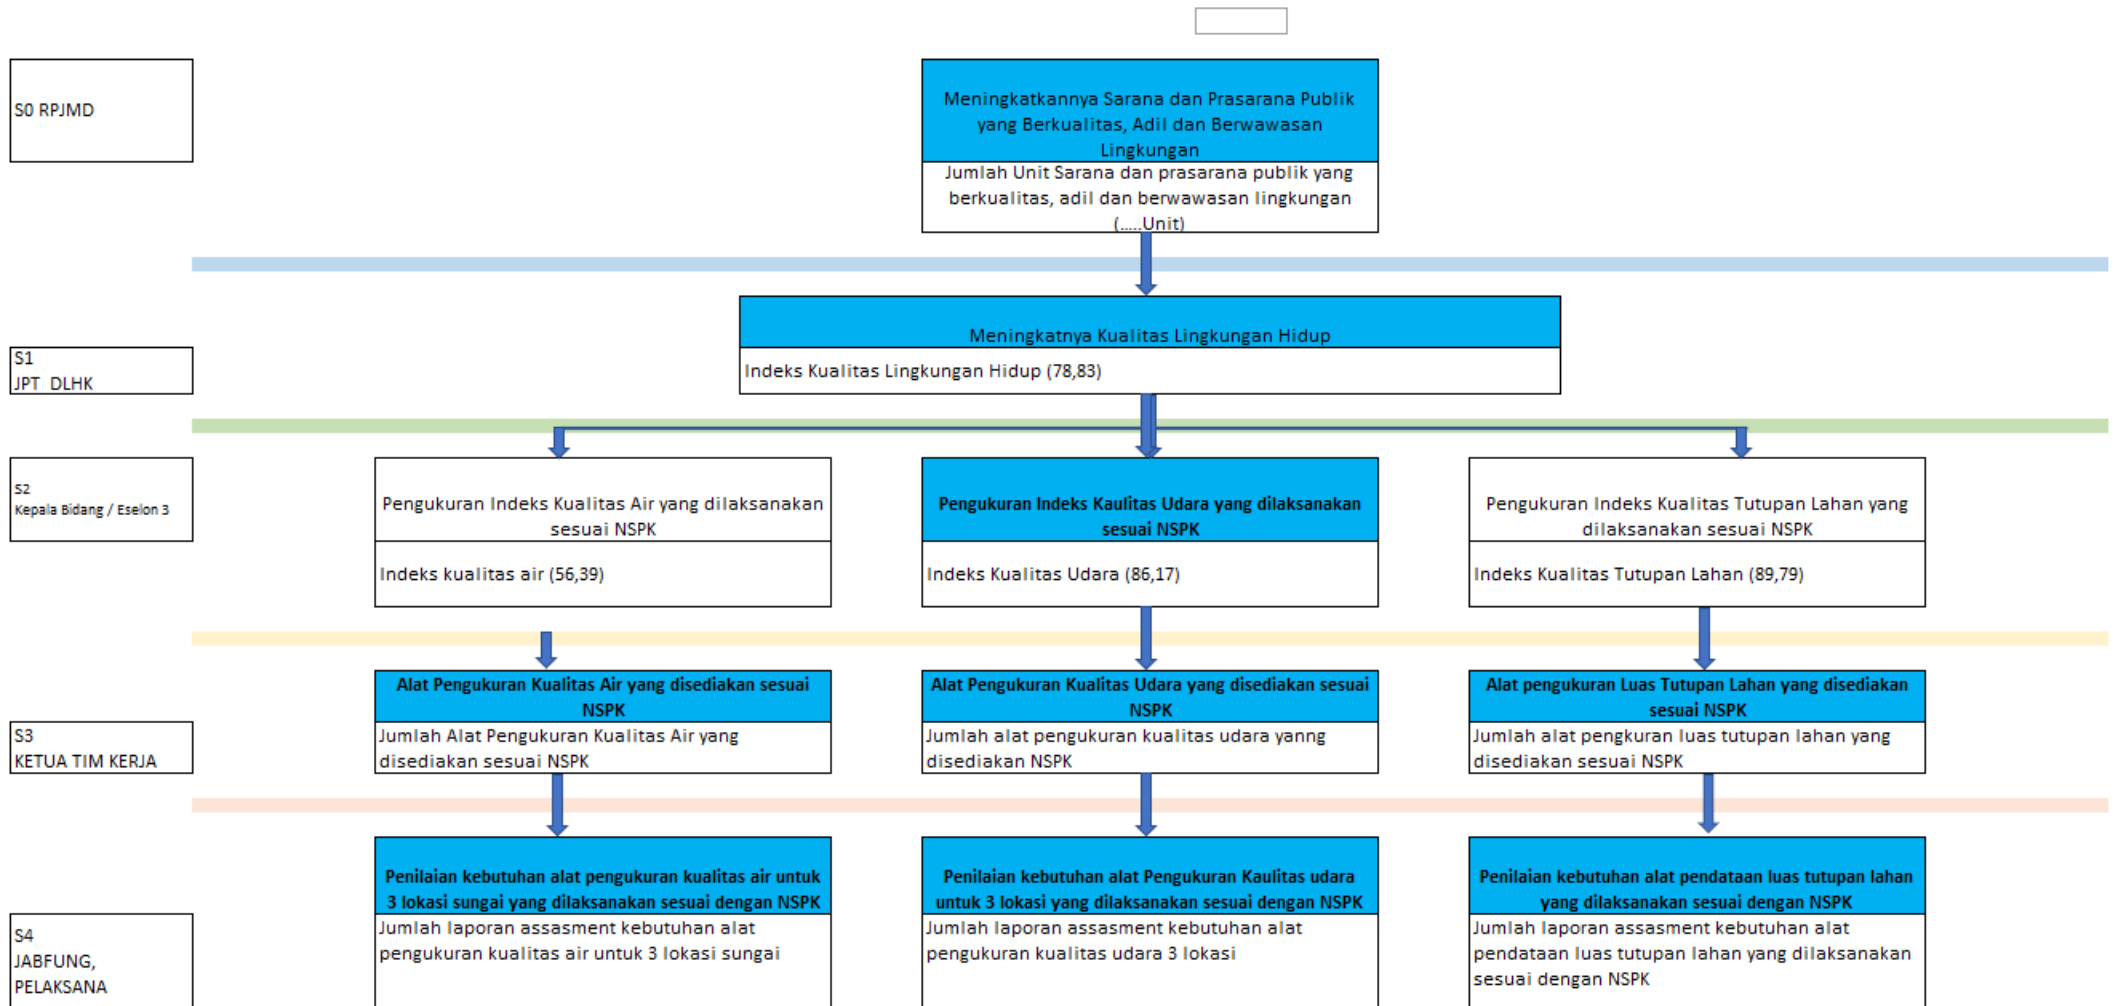 S0 RPJMD
Meningkatkannya Sarana dan Prasarana Publik
yang Berkualitas, Adil dan Berwawasan
Lingkungan
Jumlah Unit Sarana dan prasarana publik yang
berkualitas, adil dan berwawasan lingkungan
(.....Unit)
S1
JPT DLHK
Meningkatnya Kualitas Lingkungan Hidup
Indeks Kualitas Lingkungan Hidup (78,83)
S2
Kepala Bidang / Eselon 3
Pengukuran Indeks Kualitas Air yang dilaksanakan
sesuai NSPK
Indeks kualitas air (56,39)
Pengukuran Indeks Kaulitas Udara yang dilaksanakan
sesuai NSPK
Indeks Kualitas Udara (86,17)
Pengukuran Indeks Kualitas Tutupan Lahan yang
dilaksanakan sesuai NSPK
Indeks Kualitas Tutupan Lahan (89,79)
S3
KETUA TIM KERJA
Alat Pengukuran Kualitas Air yang disediakan sesuai
NSPK
Jumlah Alat Pengukuran Kualitas Air yang
disediakan sesuai NSPK
Alat Pengukuran Kualitas Udara yang disediakan sesuai
NSPK
Jumlah alat pengukuran kualitas udara yanng
disediakan NSPK
Alat pengukuran Luas Tutupan Lahan yang disediakan
sesuai NSPK
Jumlah alat pengkuran luas tutupan lahan yang
disediakan sesuai NSPK
S4
JABFUNG,
PELAKSANA
Penilaian kebutuhan alat pengukuran kualitas air untuk
3 lokasi sungai yang dilaksanakan sesuai dengan NSPK
Jumlah laporan assasment kebutuhan alat
pengukuran kualitas air untuk 3 lokasi sungai
Penilaian kebutuhan alat Pengukuran Kaulitas udara
untuk 3 lokasi yang dilaksanakan sesuai dengan NSPK
Jumlah laporan assasment kebutuhan alat
pengukuran kualitas udara 3 lokasi
Penilaian kebutuhan alat pendataan luas tutupan lahan
yang dilaksanakan sesuai dengan NSPK
Jumlah laporan assasment kebutuhan alat
pendataan luas tutupan lahan yang dilaksanakan
sesuai dengan NSPK